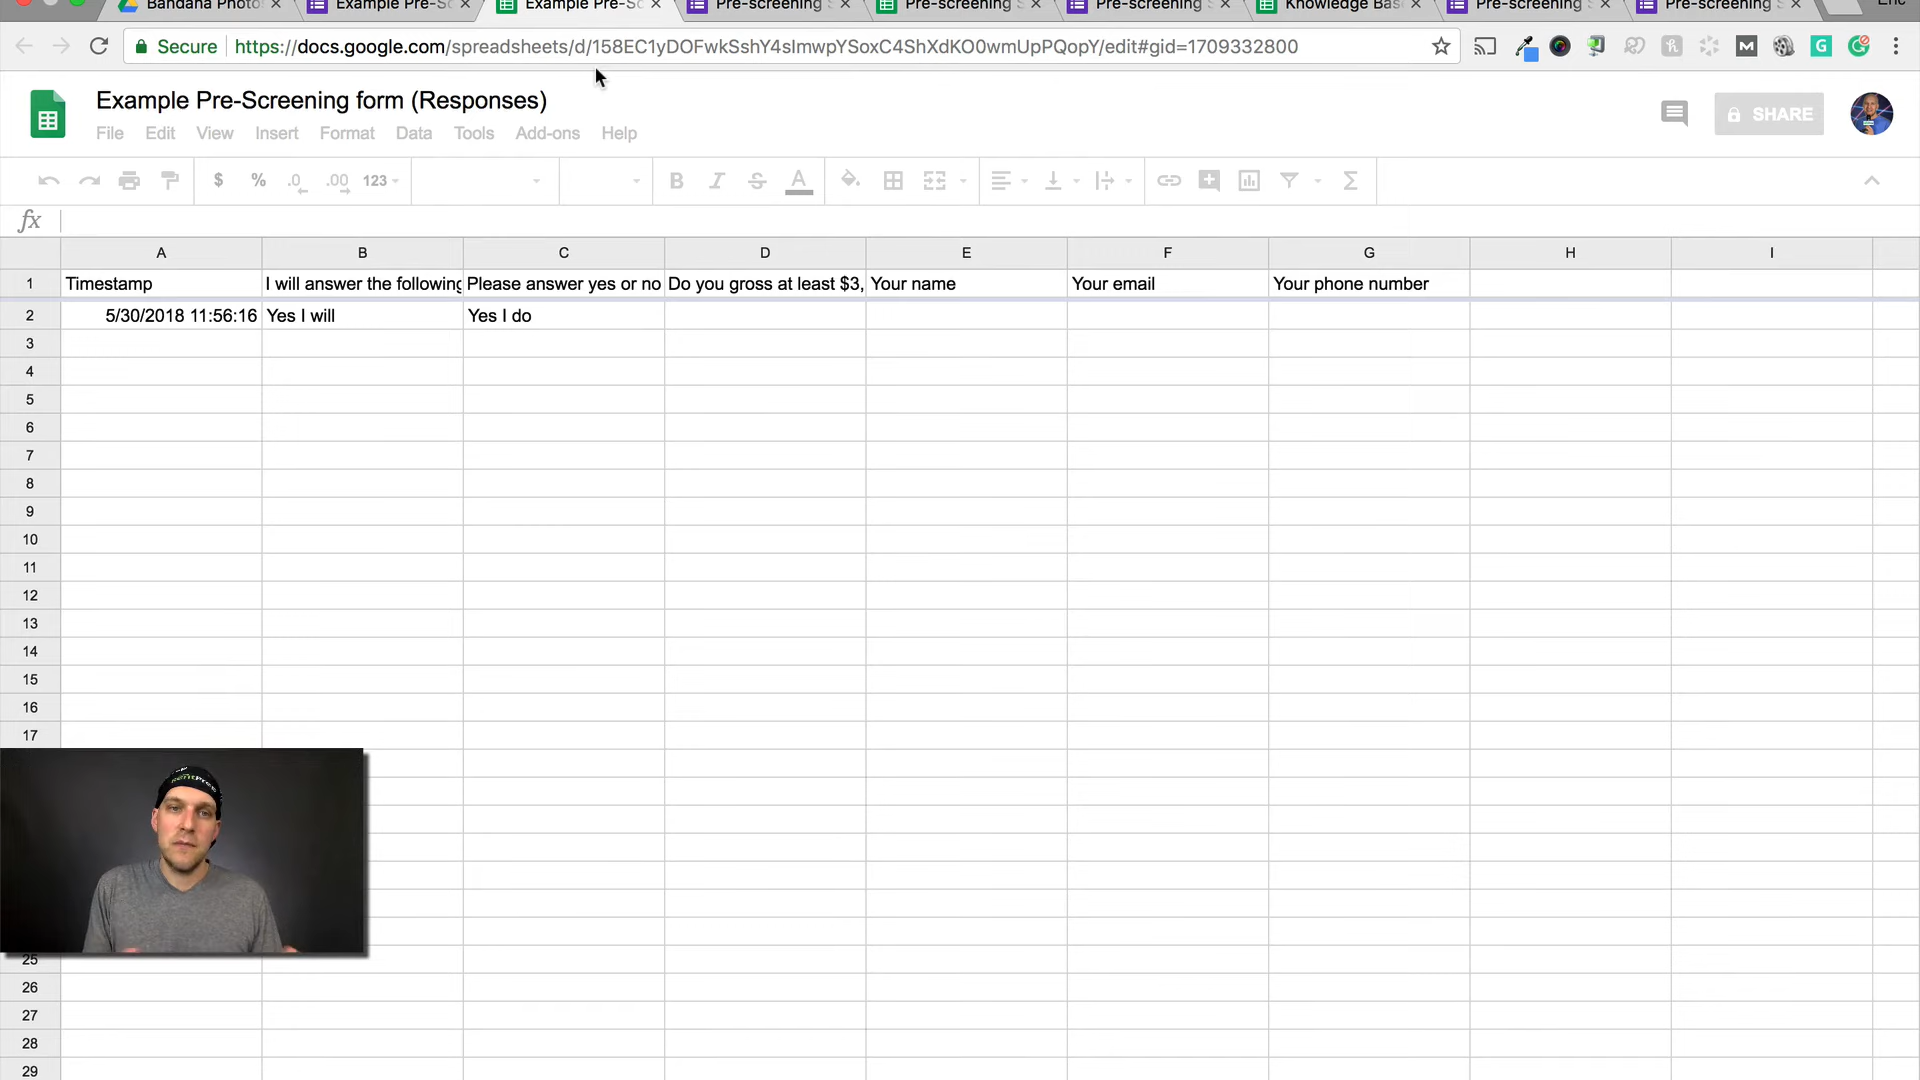 Bandana Photo
Example Pre-Sc
Example Pre-Sc
Pre-screening S
Pre-screening S
Pre-screening S
Knowledge Bas
Pre-screening S
Pre-screening S
Eric
Secure https://docs.google.com/spreadsheets/d/158EC1yDOFwkSshY4slmwpYSoxC4ShXdKO0wmUpPQopY/edit#gid=1709332800
Example Pre-Screening form (Responses)
File Edit View Insert Format Data Tools Add-ons Help
SHARE
$ % .0 .00 123 B I S A Σ
fx
A B C D E F G H I
1 Timestamp I will answer the following Please answer yes or no Do you gross at least $3, Your name Your email Your phone number
2 5/30/2018 11:56:16 Yes I will Yes I do
3
4
5
6
7
8
9
10
11
12
13
14
15
16
17
25
26
27
28
29